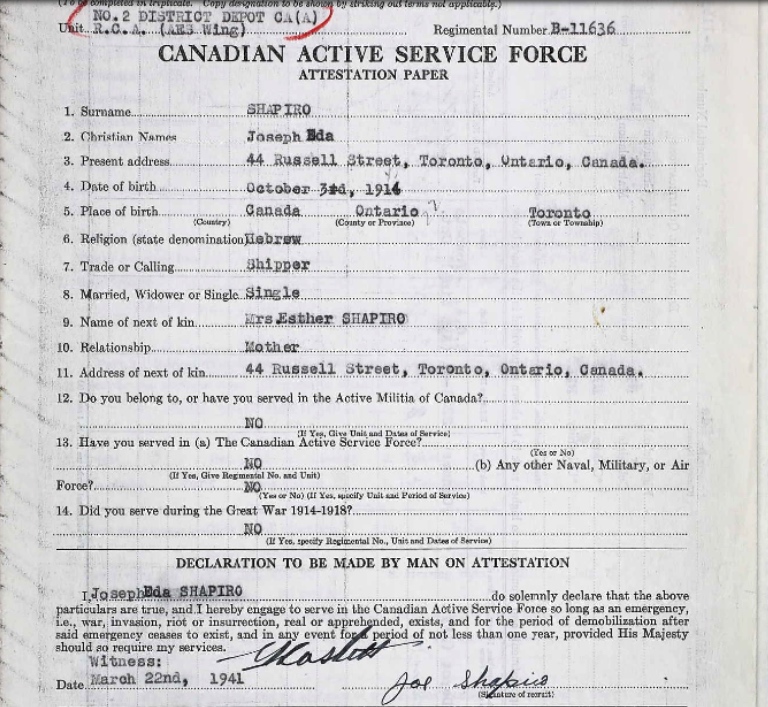 (To be completed in triplicate. Copy designation to be shown by striking out terms not applicable.)
NO.2 DISTRICT DEPOT CA(A)
Unit R.C.A. (AES Wing) Regimental Number B-11636
CANADIAN ACTIVE SERVICE FORCE
ATTESTATION PAPER
1. Surname SHAPIRO
2. Christian Names Joseph Eda
3. Present address 44 Russell Street, Toronto, Ontario, Canada.
4. Date of birth October 3rd, 1914
5. Place of birth Canada Ontario ? Toronto
(Country) (County or Province) (Town or Township)
6. Religion (state denomination) Hebrew
7. Trade or Calling Shipper
8. Married, Widower or Single Single
9. Name of next of kin Mrs.Esther SHAPIRO
10. Relationship Mother
11. Address of next of kin 44 Russell Street, Toronto, Ontario, Canada.
12. Do you belong to, or have you served in the Active Militia of Canada?
NO
(If Yes, Give Unit and Dates of Service)
13. Have you served in (a) The Canadian Active Service Force?
(Yes or No)
NO (b) Any other Naval, Military, or Air
(If Yes, Give Regimental No. and Unit)
Force? NO
(Yes or No) (If Yes, specify Unit and Period of Service)
14. Did you serve during the Great War 1914-1918?
NO
(If Yes, specify Regimental No., Unit and Dates of Service)
DECLARATION TO BE MADE BY MAN ON ATTESTATION
I, Joseph Eda SHAPIRO do solemnly declare that the above
particulars are true, and I hereby engage to serve in the Canadian Active Service Force so long as an emergency,
i.e., war, invasion, riot or insurrection, real or apprehended, exists, and for the period of demobilization after
said emergency ceases to exist, and in any event for a period of not less than one year, provided His Majesty
should so require my services.
Witness:
Date March 22nd, 1941 Joe Shapiro
(Signature of recruit)